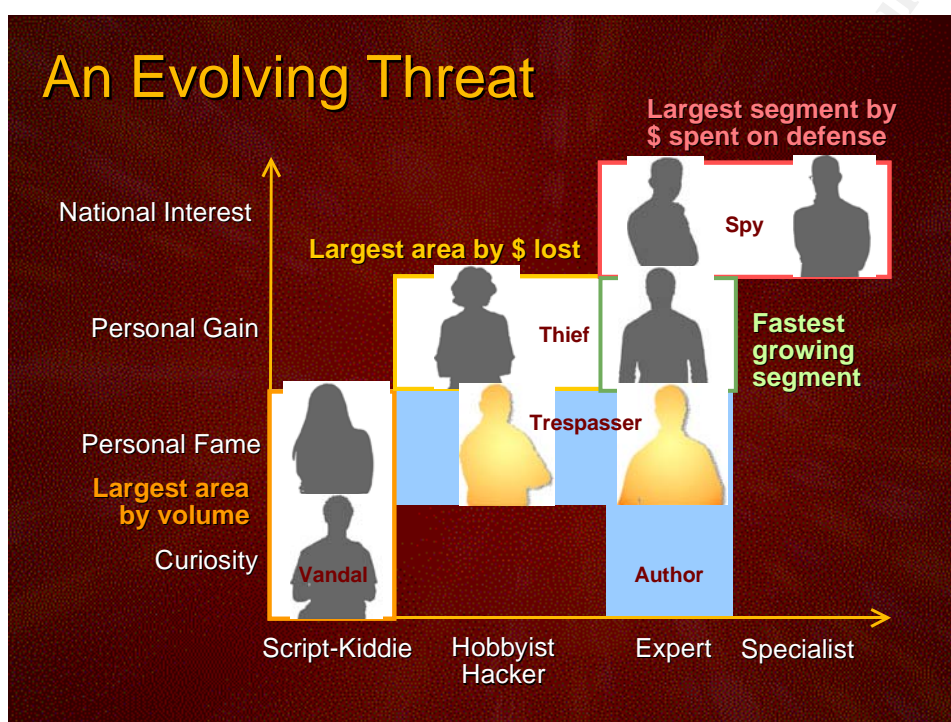 An Evolving Threat
Largest segment by
$ spent on defense
National Interest
Spy
Largest area by $ lost
Personal Gain
Thief
Fastest
growing
segment
Personal Fame
Trespasser
Largest area
by volume
Curiosity
Vandal
Author
Script-Kiddie
Hobbyist
Hacker
Expert
Specialist